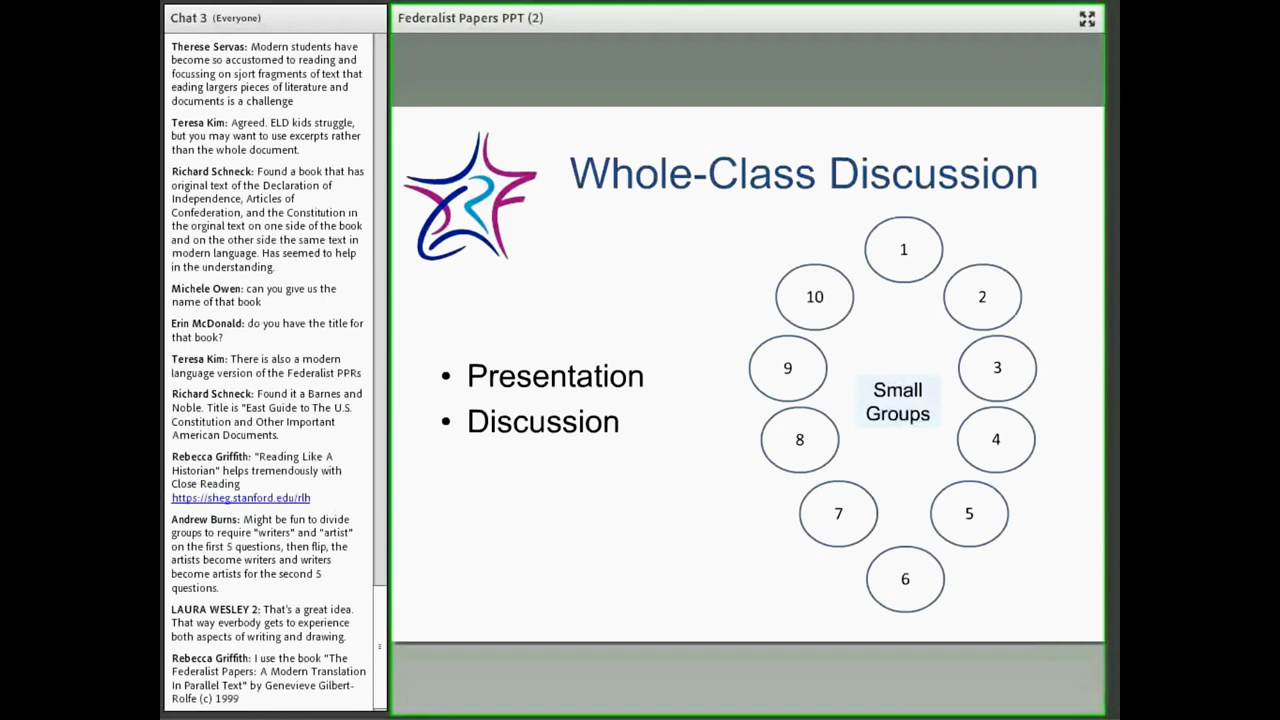 Chat 3 (Everyone)
Therese Servas: Modern students have
become so accustomed to reading and
focussing on sjort fragments of text that
eading largers pieces of literature and
documents is a challenge
Teresa Kim: Agreed. ELD kids struggle,
but you may want to use excerpts rather
than the whole document.
Richard Schneck: Found a book that has
original text of the Declaration of
Independence, Articles of
Confederation, and the Constitution in
the orginal text on one side of the book
and on the other side the same text in
modern language. Has seemed to help
in the understanding.
Michele Owen: can you give us the
name of that book
Erin McDonald: do you have the title for
that book?
Teresa Kim: There is also a modern
language version of the Federalist PPRs
Richard Schneck: Found it a Barnes and
Noble. Title is "East Guide to The U.S.
Constitution and Other Important
American Documents.
Rebecca Griffith: "Reading Like A
Historian" helps tremendously with
Close Reading
https://sheg.stanford.edu/rlh
Andrew Burns: Might be fun to divide
groups to require "writers" and "artist"
on the first 5 questions, then flip, the
artists become writers and writers
become artists for the second 5
questions.
LAURA WESLEY 2: That's a great idea.
That way everbody gets to experience
both aspects of writing and drawing.
Rebecca Griffith: I use the book "The
Federalist Papers: A Modern Translation
In Parallel Text" by Genevieve Gilbert-
Rolfe (c) 1999
Federalist Papers PPT (2)
CRF
Whole-Class Discussion
• Presentation
• Discussion
1
2
3
4
5
6
7
8
9
10
Small
Groups